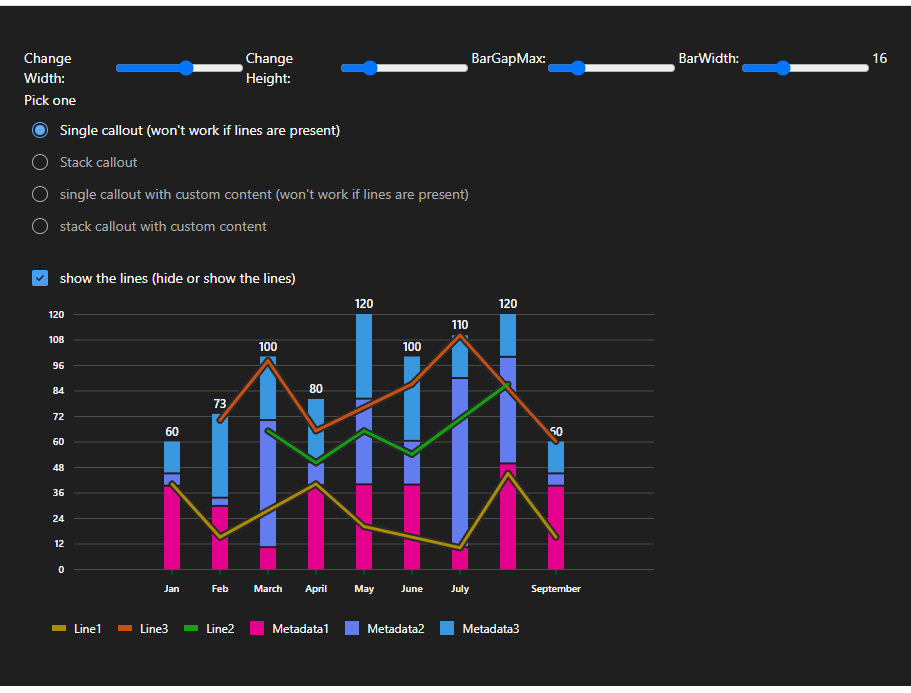 Change Width:
Change Height:
BarGapMax:
BarWidth:
16
Pick one
Single callout (won't work if lines are present)
Stack callout
single callout with custom content (won't work if lines are present)
stack callout with custom content
show the lines (hide or show the lines)
120
108
96
84
72
60
48
36
24
12
0
60
73
100
80
120
100
110
120
60
Jan Feb March April May June July September
Line1 Line3 Line2 Metadata1 Metadata2 Metadata3